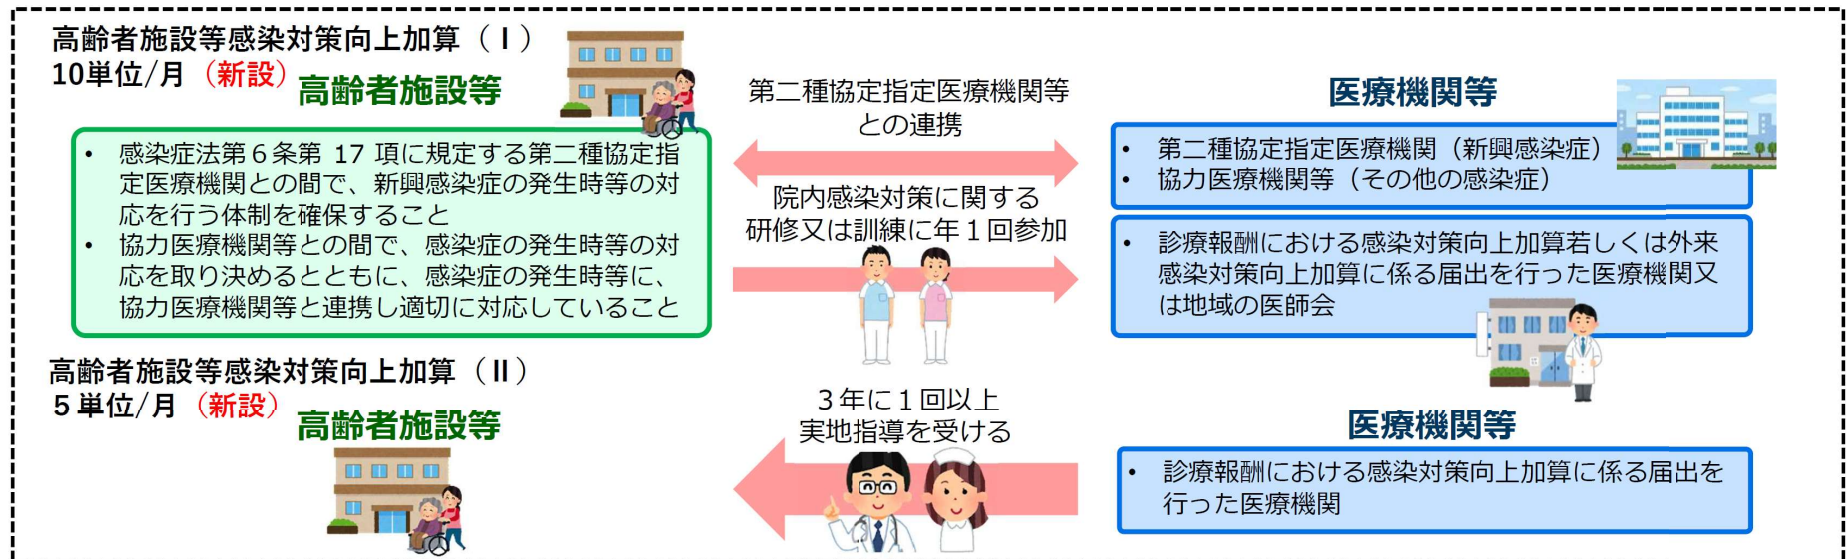 高齢者施設等感染対策向上加算（Ⅰ）
10単位/月（新設）
高齢者施設等
・ 感染症法第６条第 17 項に規定する第二種協定指
定医療機関との間で、新興感染症の発生時等の対
応を行う体制を確保すること
・ 協力医療機関等との間で、感染症の発生時等の対
応を取り決めるとともに、感染症の発生時等に、
協力医療機関等と連携し適切に対応していること
第二種協定指定医療機関等
との連携
院内感染対策に関する
研修又は訓練に年１回参加
医療機関等
・ 第二種協定指定医療機関（新興感染症）
・ 協力医療機関等（その他の感染症）
・ 診療報酬における感染対策向上加算若しくは外来
感染対策向上加算に係る届出を行った医療機関又
は地域の医師会
高齢者施設等感染対策向上加算（Ⅱ）
５単位/月（新設）
高齢者施設等
３年に１回以上
実地指導を受ける
医療機関等
・ 診療報酬における感染対策向上加算に係る届出を
行った医療機関